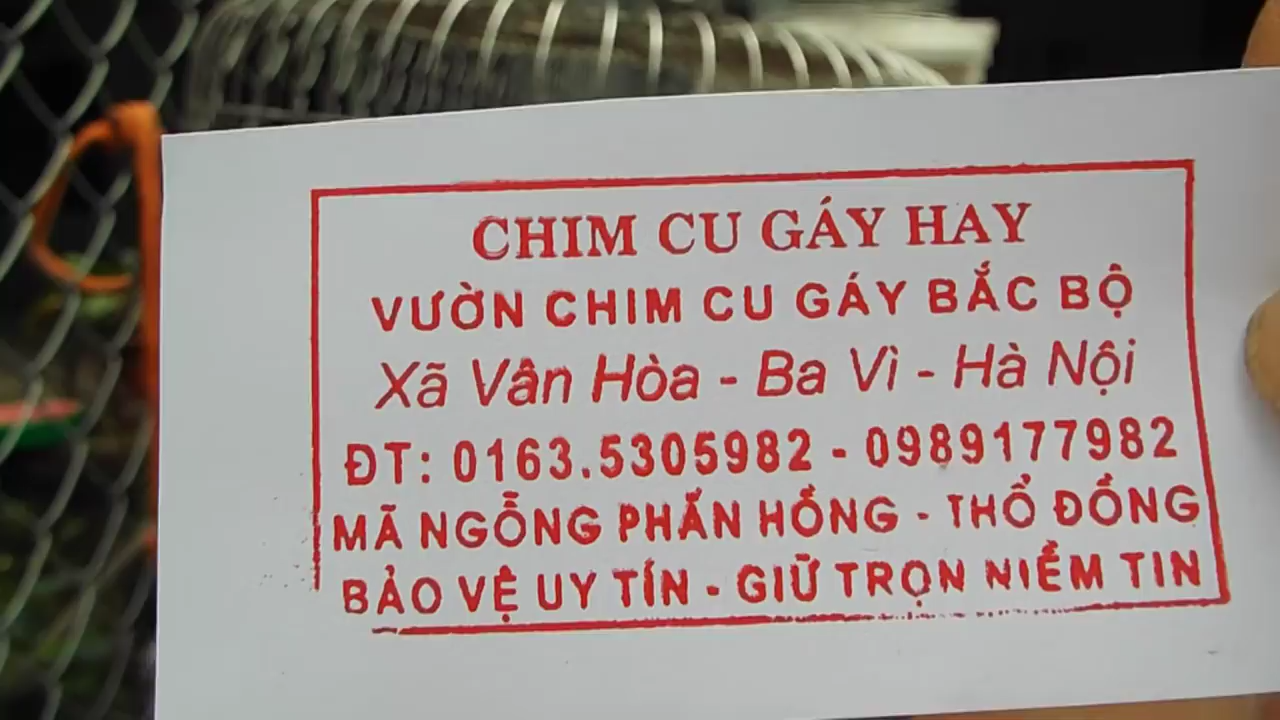 CHIM CU GÁY HAY
VƯỜN CHIM CU GÁY BẮC BỘ
Xã Vân Hòa - Ba Vì - Hà Nội
ĐT: 0163.5305982 - 0989177982
MÃ NGỖNG PHẤN HỒNG - THỔ ĐỒNG
BẢO VỆ UY TÍN - GIỮ TRỌN NIỀM TIN